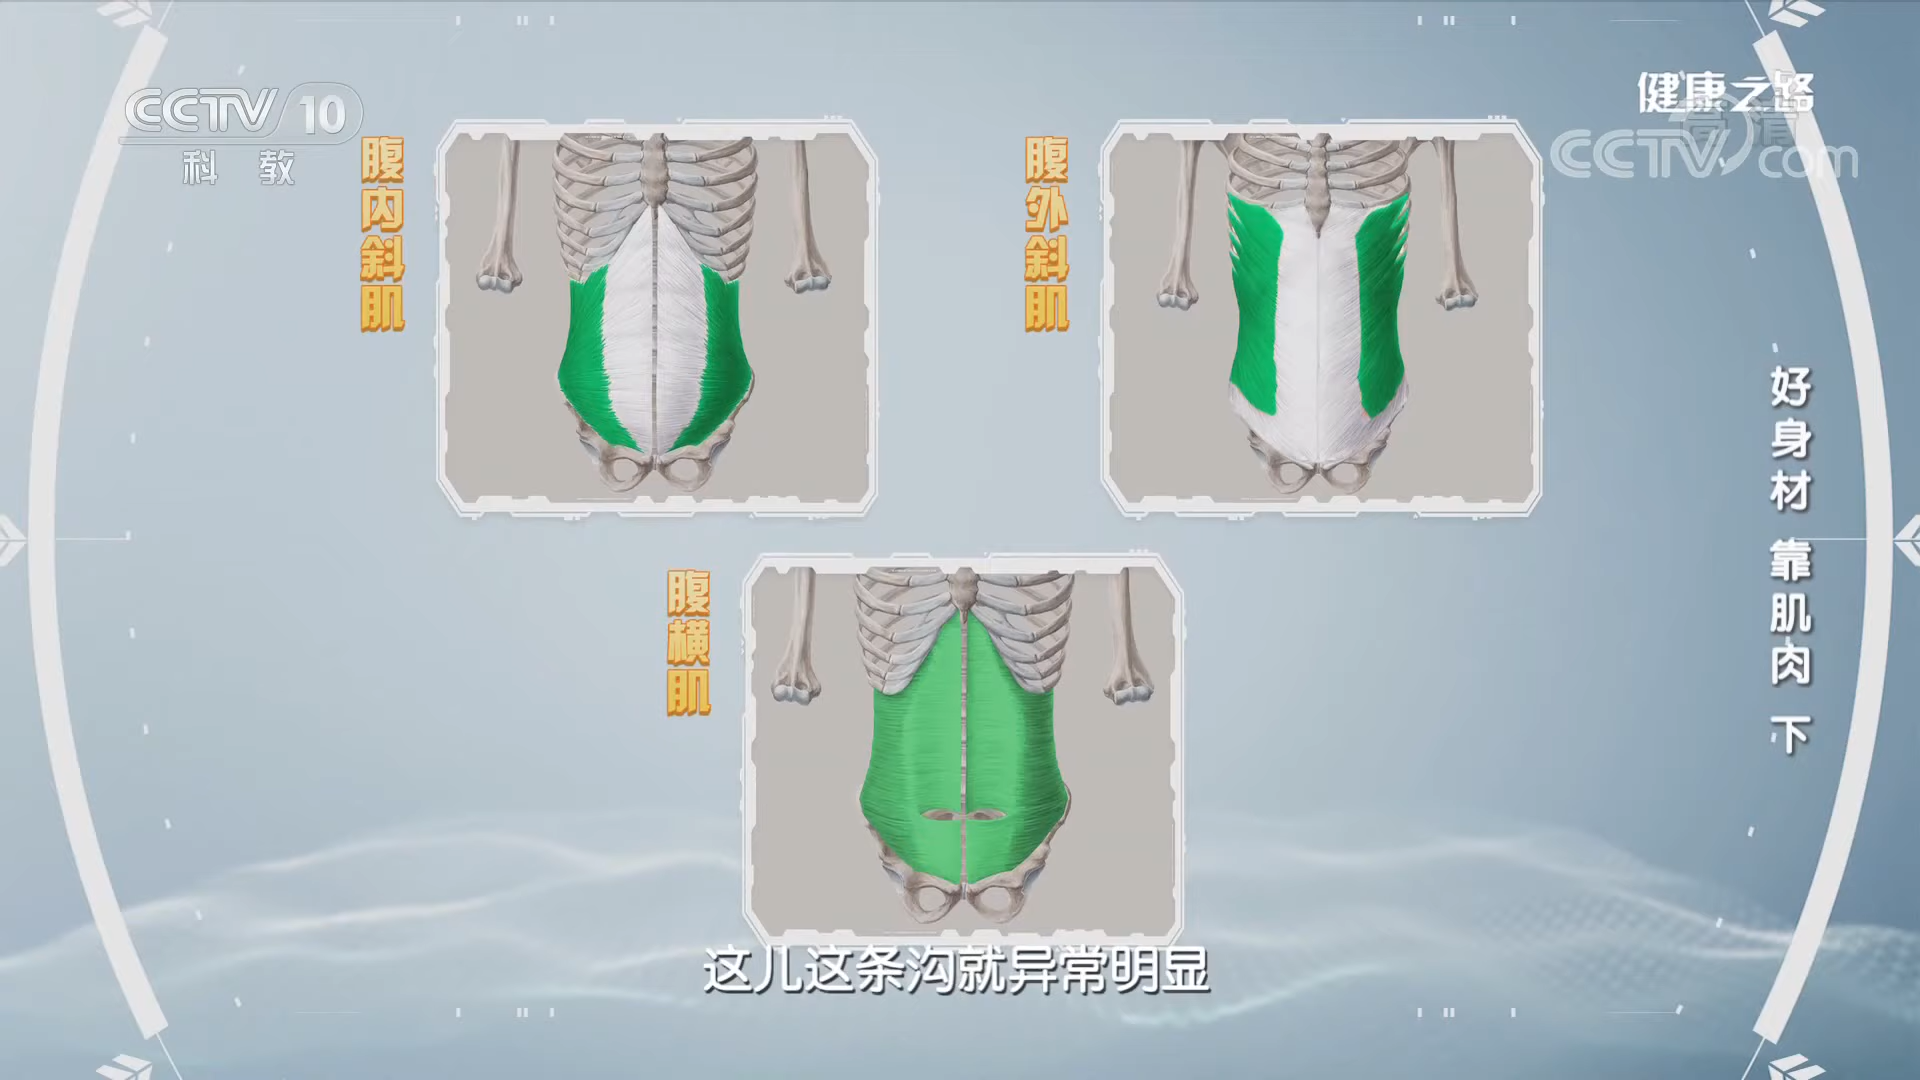 CCTV 10
科 教
健康之路
高清
CCTV.com
腹内斜肌
腹外斜肌
腹横肌
好身材 靠肌肉 下
这儿这条沟就异常明显